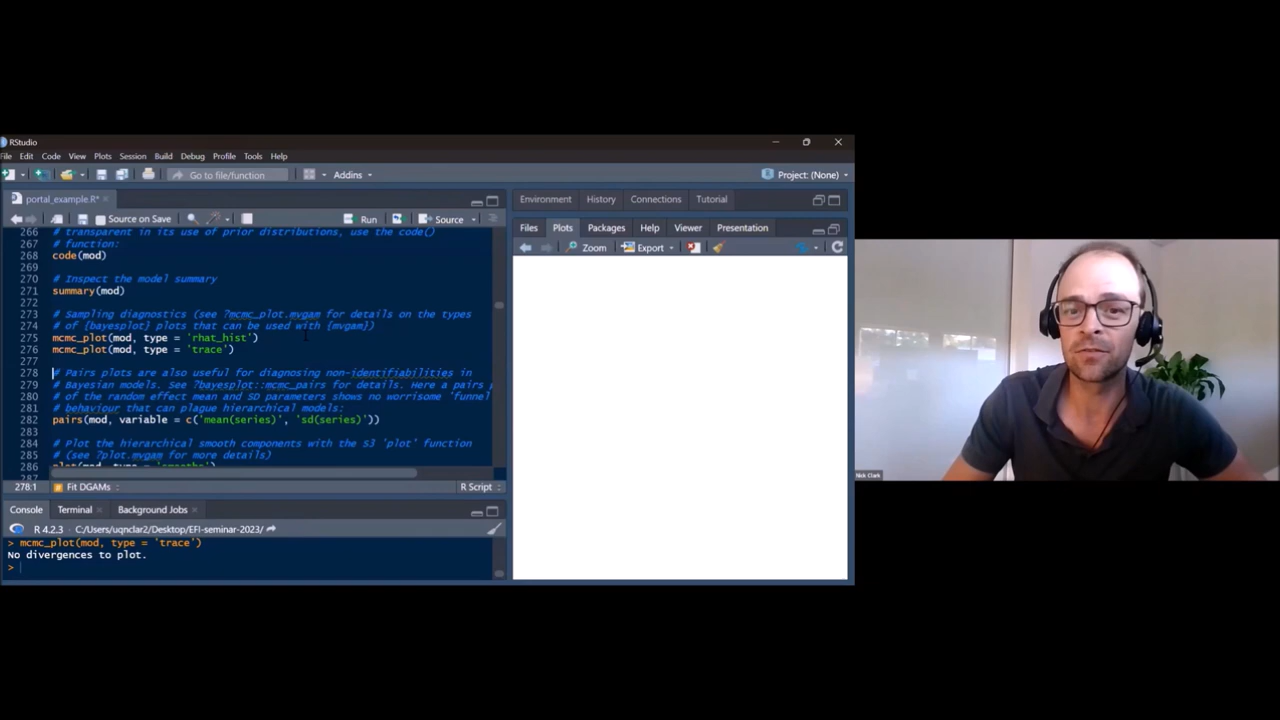 RStudio
File Edit Code View Plots Session Build Debug Profile Tools Help
Go to file/function
Addins
Project: (None)
portal_example.R*
Source on Save
Run
Source
266 # transparent in its use of prior distributions, use the code()
267 # function:
268 code(mod)
269
270 # Inspect the model summary
271 summary(mod)
272
273 # Sampling diagnostics (see ?mcmc_plot.mvgam for details on the types
274 # of {bayesplot} plots that can be used with {mvgam})
275 mcmc_plot(mod, type = 'rhat_hist')
276 mcmc_plot(mod, type = 'trace')
277
278 # Pairs plots are also useful for diagnosing non-identifiabilities in
279 # Bayesian models. See ?bayesplot::mcmc_pairs for details. Here a pairs
280 # of the random effect mean and SD parameters shows no worrisome 'funnel
281 # behaviour that can plague hierarchical models:
282 pairs(mod, variable = c('mean(series)', 'sd(series)'))
283
284 # Plot the hierarchical smooth components with the S3 'plot' function
285 # (see ?plot.mvgam for more details)
286 plot(mod, type = 'smooths')
287
278:1 Fit DGAMs R Script
Console Terminal Background Jobs
R 4.2.3 · C:/Users/uqnclar2/Desktop/EFI-seminar-2023/
> mcmc_plot(mod, type = 'trace')
No divergences to plot.
>
Environment History Connections Tutorial
Files Plots Packages Help Viewer Presentation
Zoom Export
Nick Clark